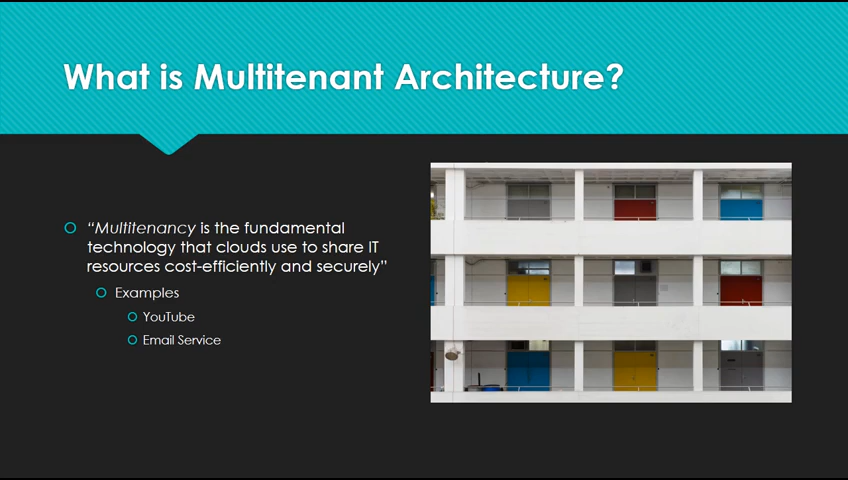 What is Multitenant Architecture?
“Multitenancy is the fundamental
technology that clouds use to share IT
resources cost-efficiently and securely”
Examples
YouTube
Email Service